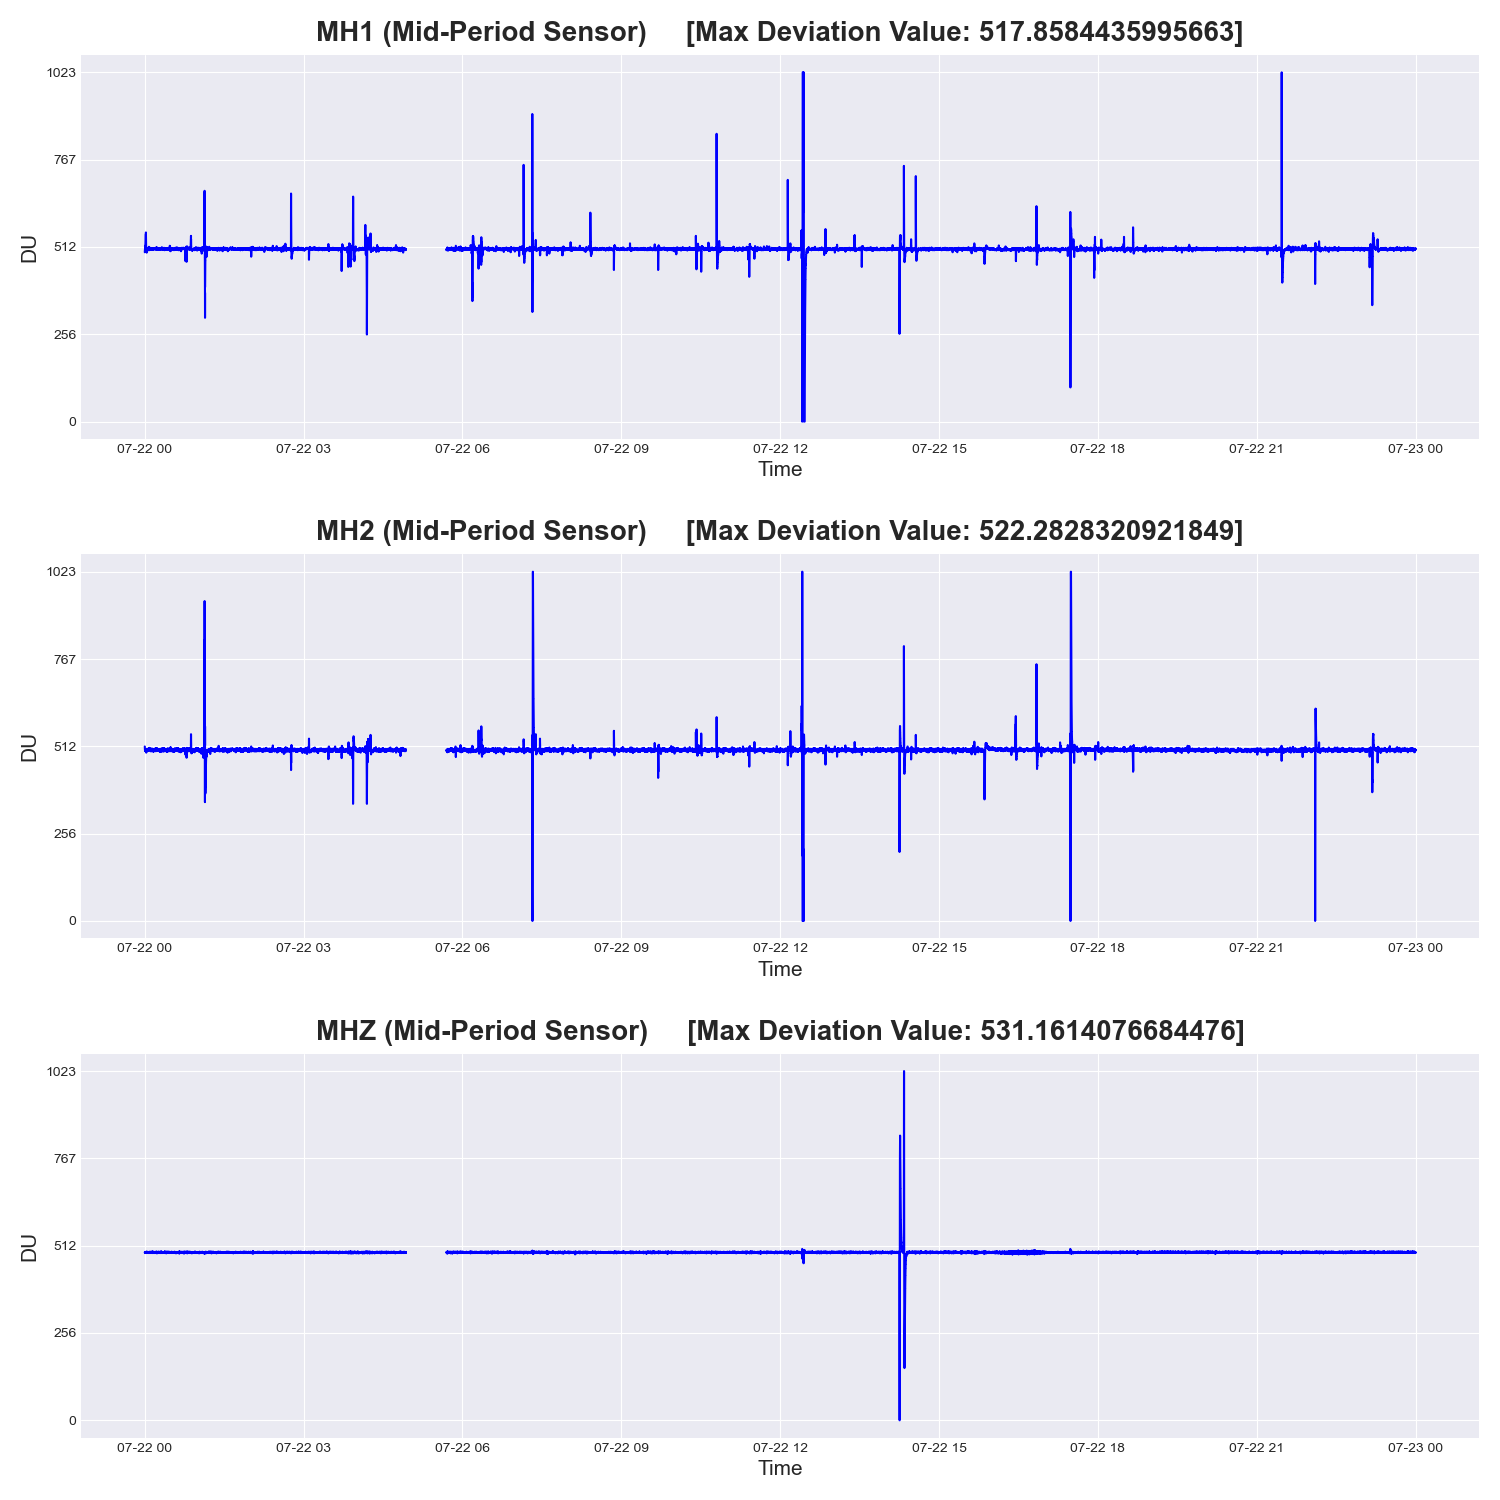 MH1 (Mid-Period Sensor) [Max Deviation Value: 517.8584435995663]
1023
767
512
256
0
DU
07-22 00 07-22 03 07-22 06 07-22 09 07-22 12 07-22 15 07-22 18 07-22 21 07-23 00
Time
MH2 (Mid-Period Sensor) [Max Deviation Value: 522.2828320921849]
1023
767
512
256
0
DU
07-22 00 07-22 03 07-22 06 07-22 09 07-22 12 07-22 15 07-22 18 07-22 21 07-23 00
Time
MHZ (Mid-Period Sensor) [Max Deviation Value: 531.1614076684476]
1023
767
512
256
0
DU
07-22 00 07-22 03 07-22 06 07-22 09 07-22 12 07-22 15 07-22 18 07-22 21 07-23 00
Time